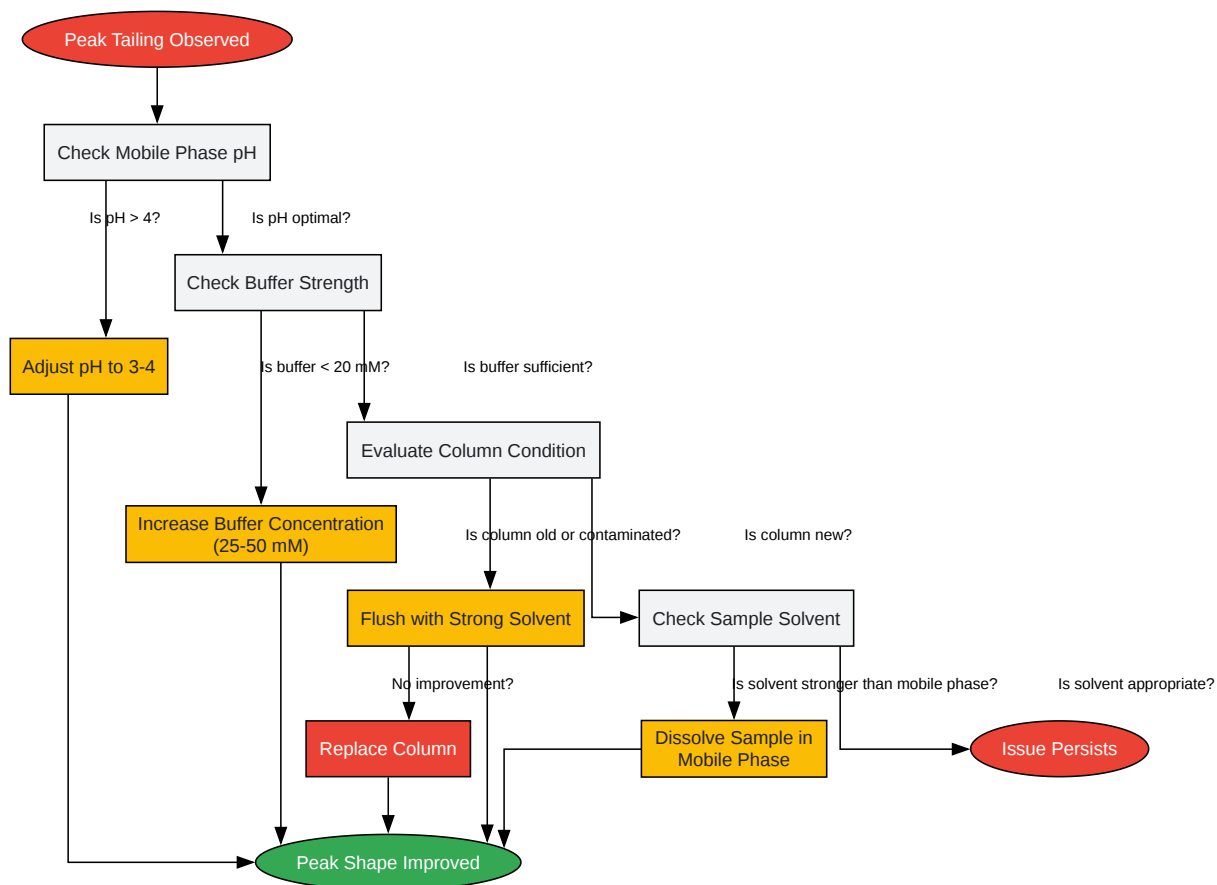 Peak Tailing Observed
Check Mobile Phase pH
Is pH > 4?
Is pH optimal?
Check Buffer Strength
Adjust pH to 3-4
Is buffer < 20 mM?
Is buffer sufficient?
Evaluate Column Condition
Increase Buffer Concentration
(25-50 mM)
Is column old or contaminated?
Is column new?
Flush with Strong Solvent
Check Sample Solvent
No improvement?
Is solvent stronger than mobile phase?
Is solvent appropriate?
Replace Column
Dissolve Sample in
Mobile Phase
Issue Persists
Peak Shape Improved